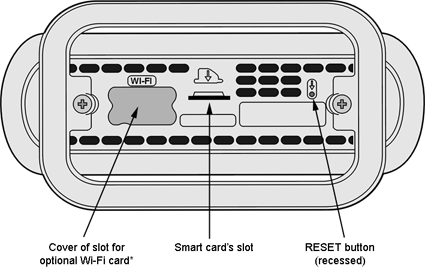 WI-FI
Cover of slot for
optional Wi-Fi card*
Smart card's slot
RESET button
(recessed)